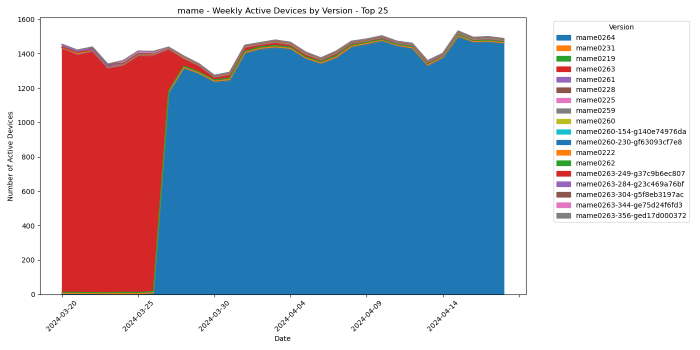 mame - Weekly Active Devices by Version - Top 25
1600
1400
1200
1000
800
600
400
200
0
Number of Active Devices
2024-03-20
2024-03-25
2024-03-30
2024-04-04
2024-04-09
2024-04-14
Date
Version
mame0264
mame0231
mame0219
mame0263
mame0261
mame0228
mame0225
mame0259
mame0260
mame0260-154-g140e74976da
mame0260-230-gf63093cf7e8
mame0222
mame0262
mame0263-249-g37c9b6ec807
mame0263-284-g23c469a76bf
mame0263-304-g5f8eb3197ac
mame0263-344-ge75d24f6fd3
mame0263-356-ged17d000372